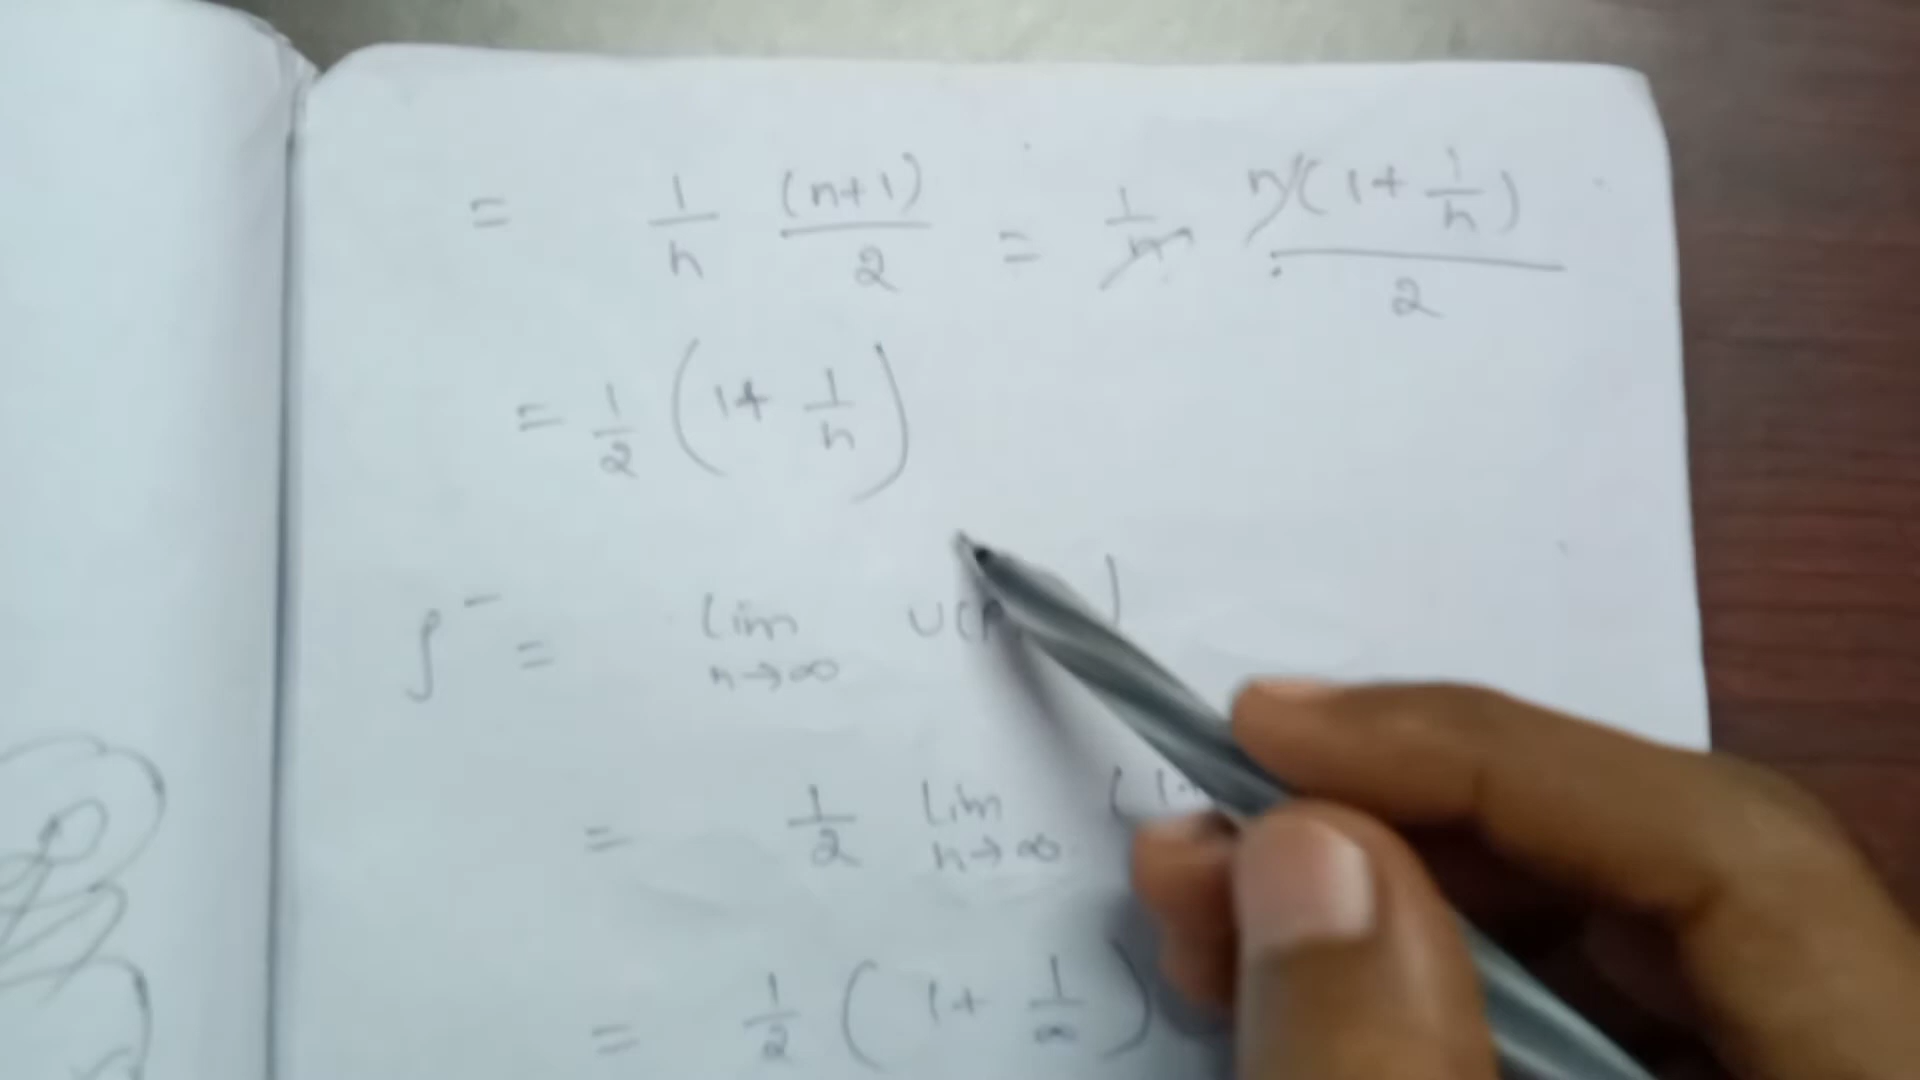 = 1/n (n+1)/2 = 1/n n(1+1/n)/2
= 1/2 (1+ 1/n)
∫‾ = lim n→∞ U(P )
= 1/2 lim n→∞ (1+
= 1/2 (1+ 1/∞)